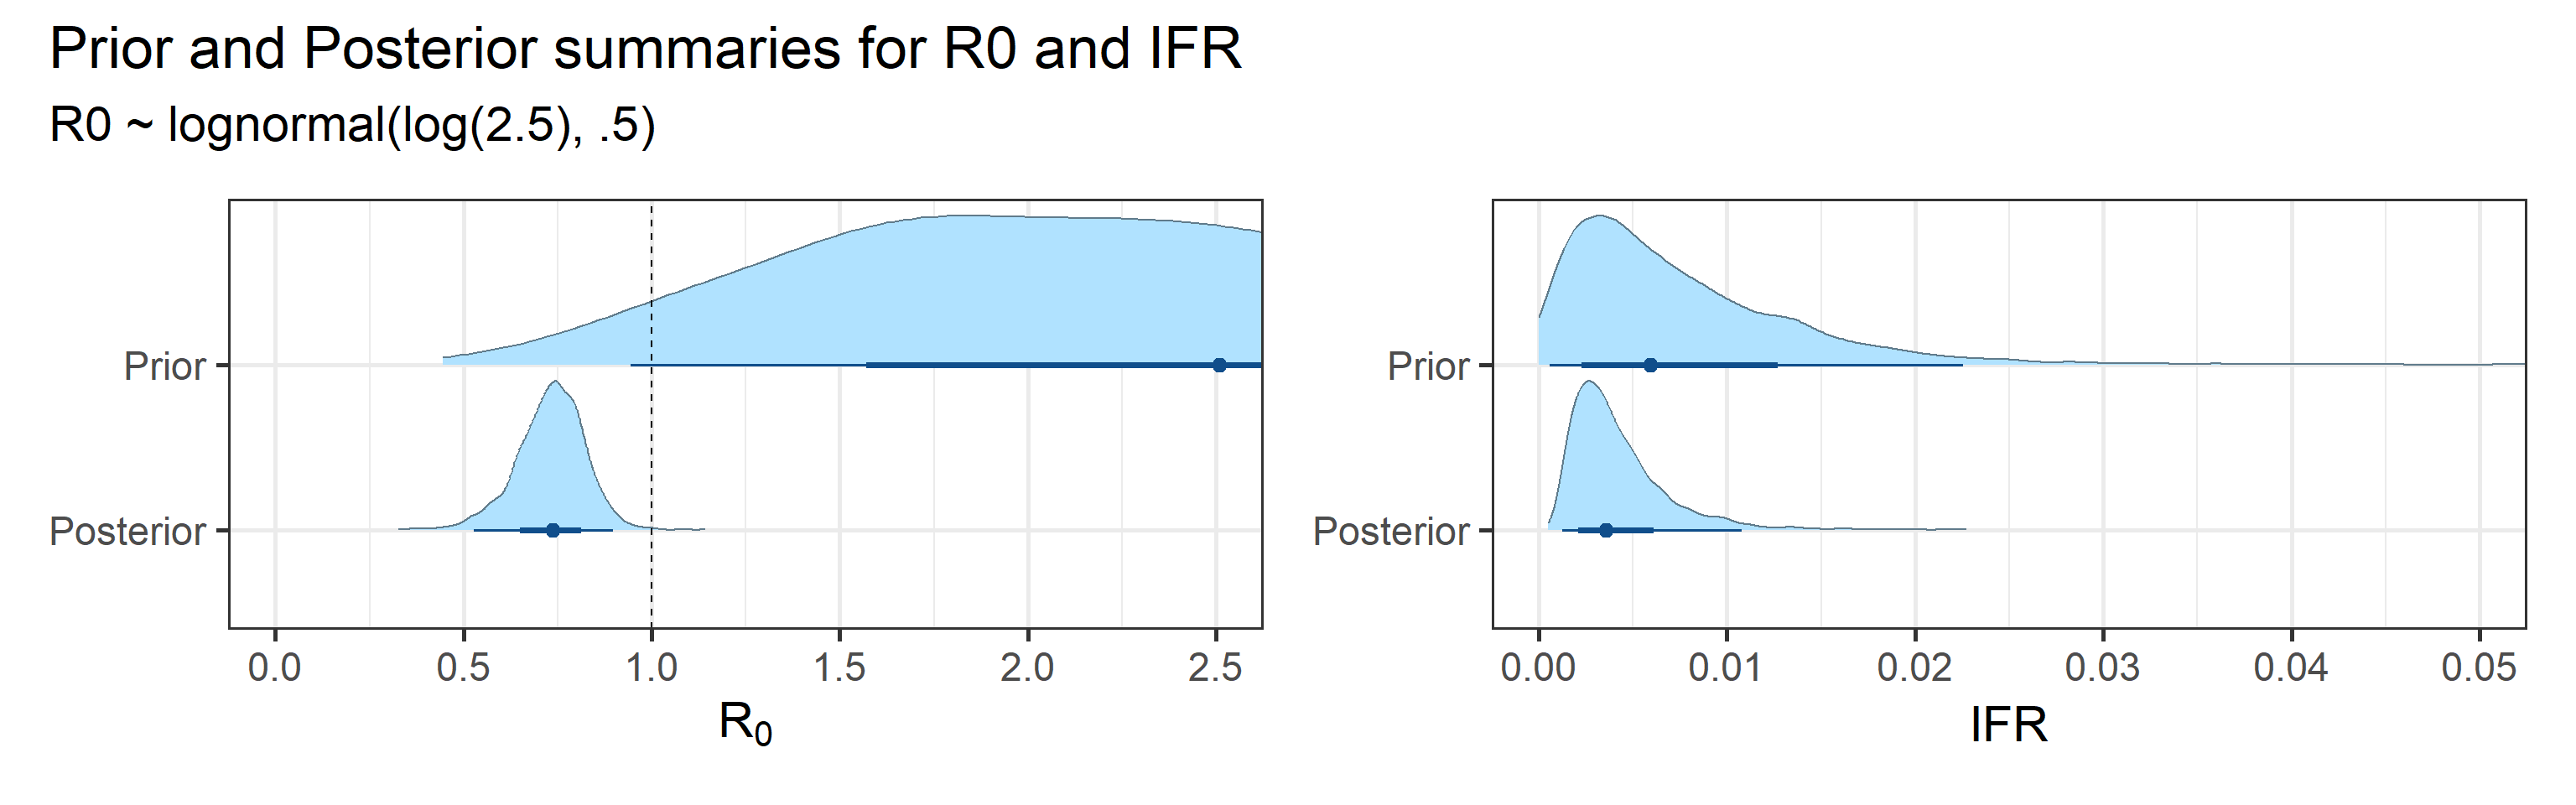 Prior and Posterior summaries for R0 and IFR
R0 ~ lognormal(log(2.5), .5)
Prior
Posterior
0.0 0.5 1.0 1.5 2.0 2.5
R₀
Prior
Posterior
0.00 0.01 0.02 0.03 0.04 0.05
IFR